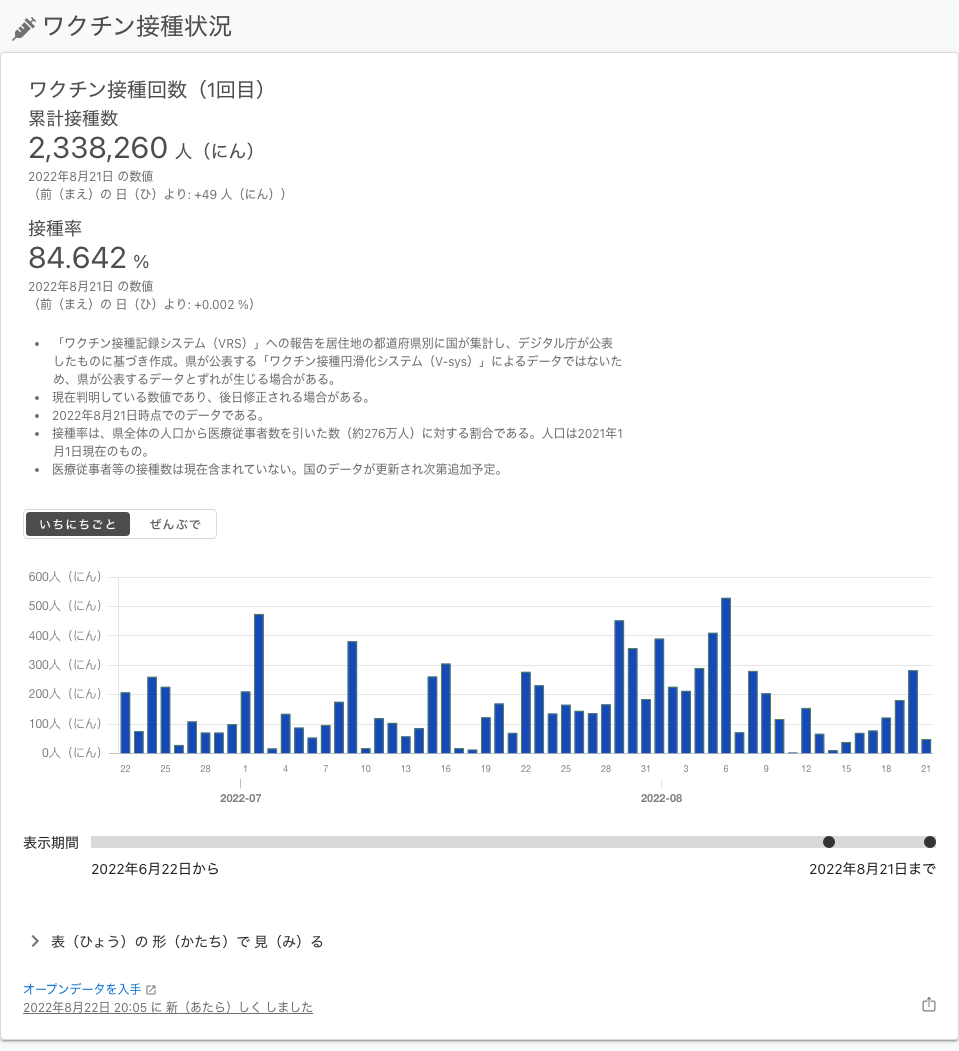 ワクチン接種状況
ワクチン接種回数（1回目）
累計接種数
2,338,260 人（にん）
2022年8月21日 の数値
（前（まえ）の 日（ひ）より: +49 人（にん））
接種率
84.642 %
2022年8月21日 の数値
（前（まえ）の 日（ひ）より: +0.002 %）
• 「ワクチン接種記録システム（VRS）」への報告を居住地の都道府県別に国が集計し、デジタル庁が公表
したものに基づき作成。県が公表する「ワクチン接種円滑化システム（V-sys）」によるデータではないた
め、県が公表するデータとずれが生じる場合がある。
• 現在判明している数値であり、後日修正される場合がある。
• 2022年8月21日時点でのデータである。
• 接種率は、県全体の人口から医療従事者数を引いた数（約276万人）に対する割合である。人口は2021年1
月1日現在のもの。
• 医療従事者等の接種数は現在含まれていない。国のデータが更新され次第追加予定。
いちにちごと ぜんぶで
600人（にん）
500人（にん）
400人（にん）
300人（にん）
200人（にん）
100人（にん）
0人（にん）
22 25 28 1 4 7 10 13 16 19 22 25 28 31 3 6 9 12 15 18 21
2022-07 2022-08
表示期間
2022年6月22日から 2022年8月21日まで
表（ひょう）の 形（かたち）で 見（み）る
オープンデータを入手
2022年8月22日 20:05 に 新（あたら）しく しました